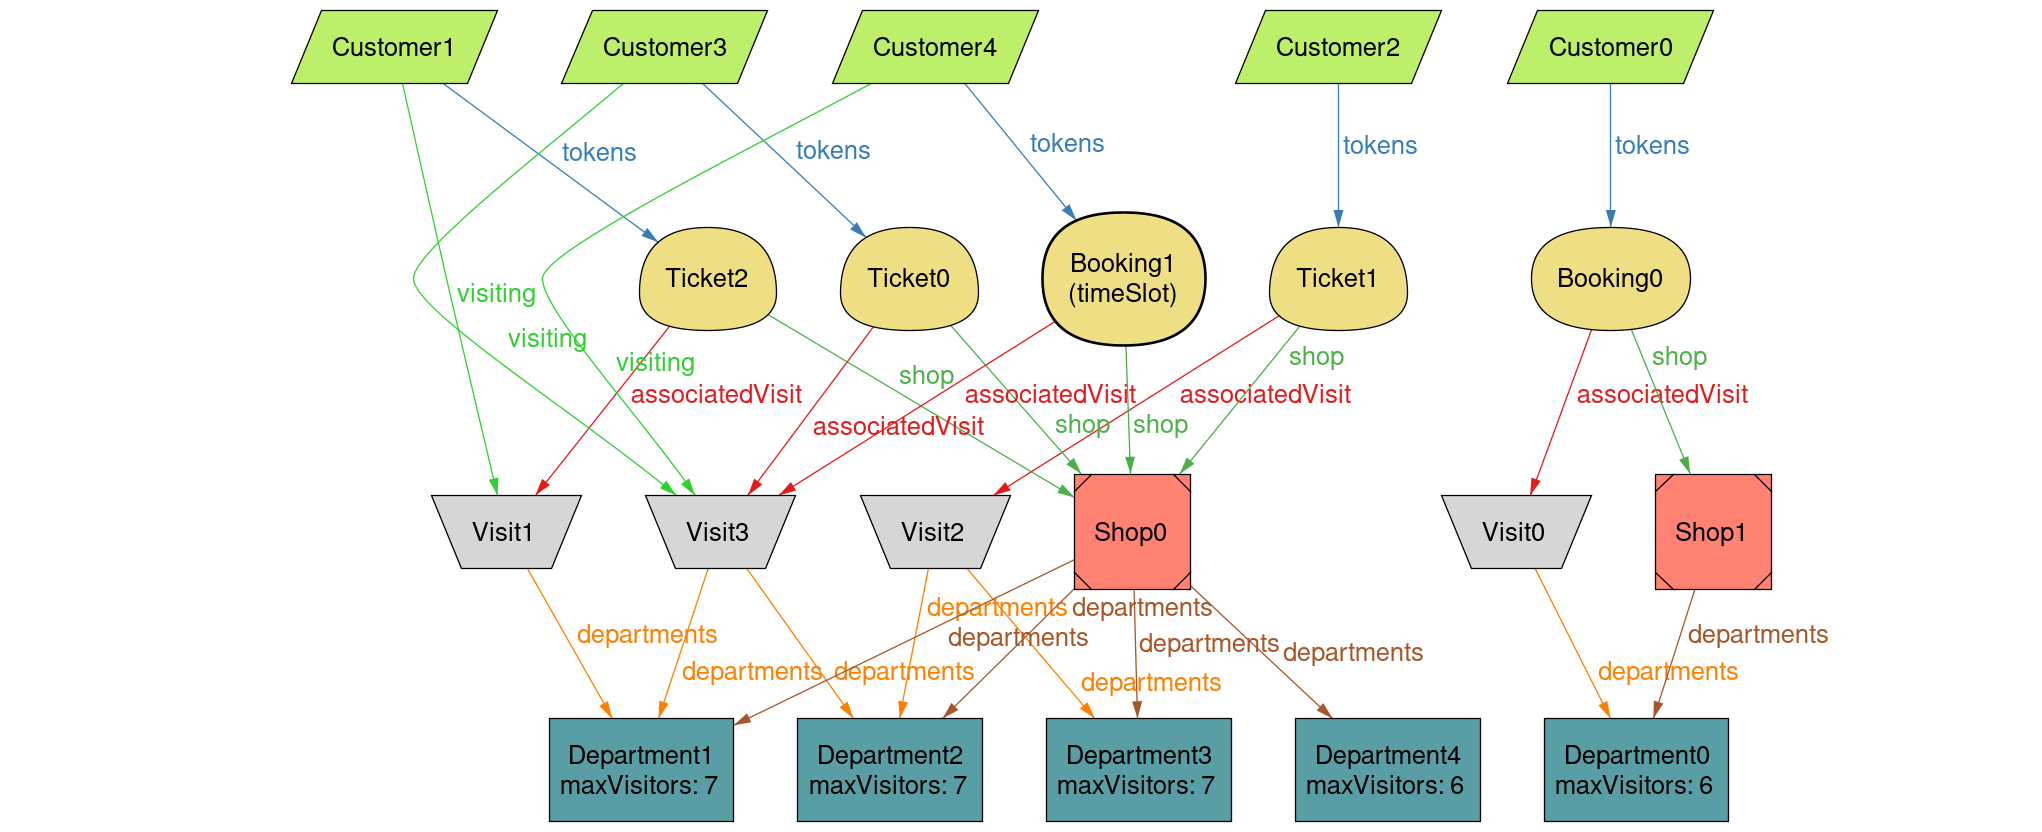 Customer1
Customer3
Customer4
Customer2
Customer0
tokens
tokens
tokens
tokens
tokens
Ticket2
Ticket0
Booking1
(timeSlot)
Ticket1
Booking0
visiting
visiting
visiting
shop
shop
shop
associatedVisit
associatedVisit
associatedVisit
associatedVisit
associatedVisit
shop
shop
Visit1
Visit3
Visit2
Shop0
Visit0
Shop1
departments
departments
departments
departments
departments
departments
departments
departments
departments
departments
departments
departments
Department1
maxVisitors: 7
Department2
maxVisitors: 7
Department3
maxVisitors: 7
Department4
maxVisitors: 6
Department0
maxVisitors: 6